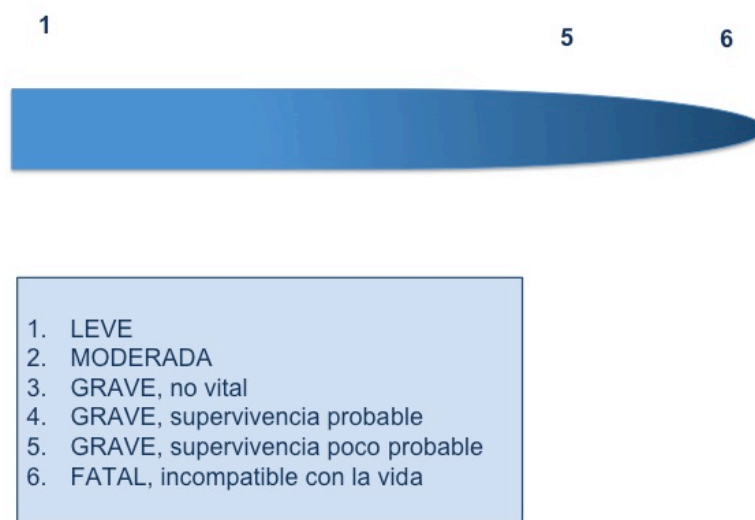 1
5
6
1. LEVE
2. MODERADA
3. GRAVE, no vital
4. GRAVE, supervivencia probable
5. GRAVE, supervivencia poco probable
6. FATAL, incompatible con la vida